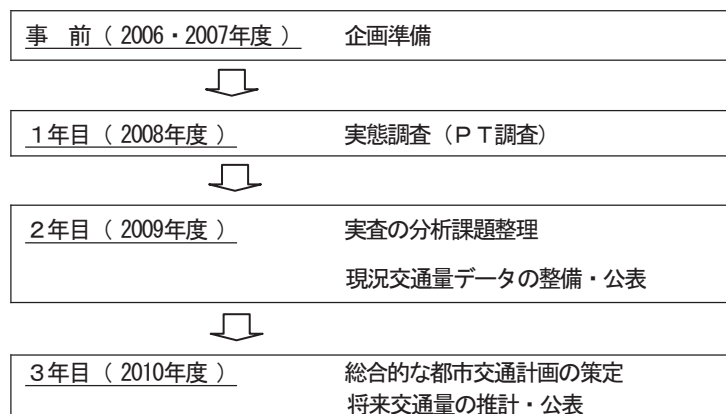 事　前（ 2006・2007年度 ）　企画準備
１年目（ 2008年度 ）　実態調査（ＰＴ調査）
２年目（ 2009年度 ）　実査の分析課題整理
現況交通量データの整備・公表
３年目（ 2010年度 ）　総合的な都市交通計画の策定
将来交通量の推計・公表